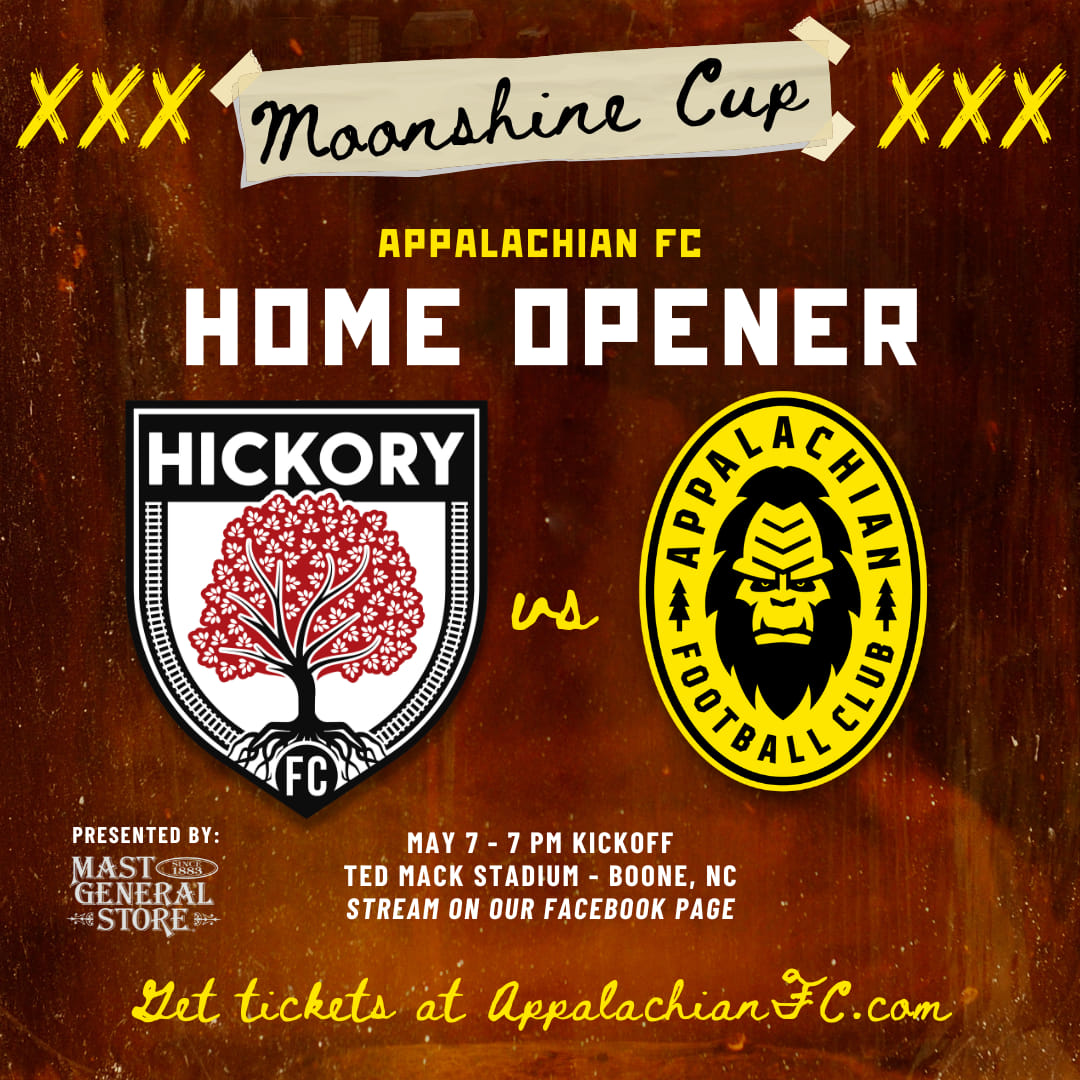 XXX Moonshine Cup XXX
APPALACHIAN FC
HOME OPENER
HICKORY
FC
vs
APPALACHIAN
FOOTBALL CLUB
PRESENTED BY:
MAST SINCE 1883
GENERAL
STORE
MAY 7 - 7 PM KICKOFF
TED MACK STADIUM - BOONE, NC
STREAM ON OUR FACEBOOK PAGE
Get tickets at AppalachianFC.com